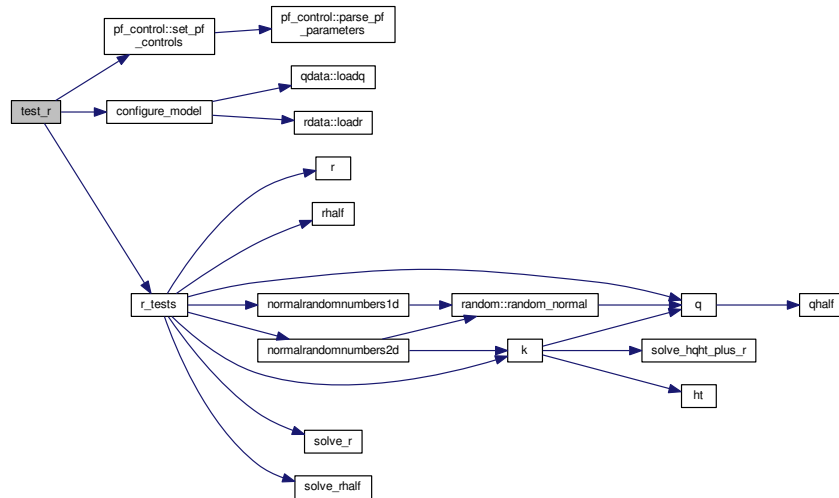 pf_control::set_pf
_controls
pf_control::parse_pf
_parameters
test_r
configure_model
qdata::loadq
rdata::loadr
r
rhalf
r_tests
normalrandomnumbers1d
random::random_normal
q
qhalf
normalrandomnumbers2d
k
solve_hqht_plus_r
ht
solve_r
solve_rhalf